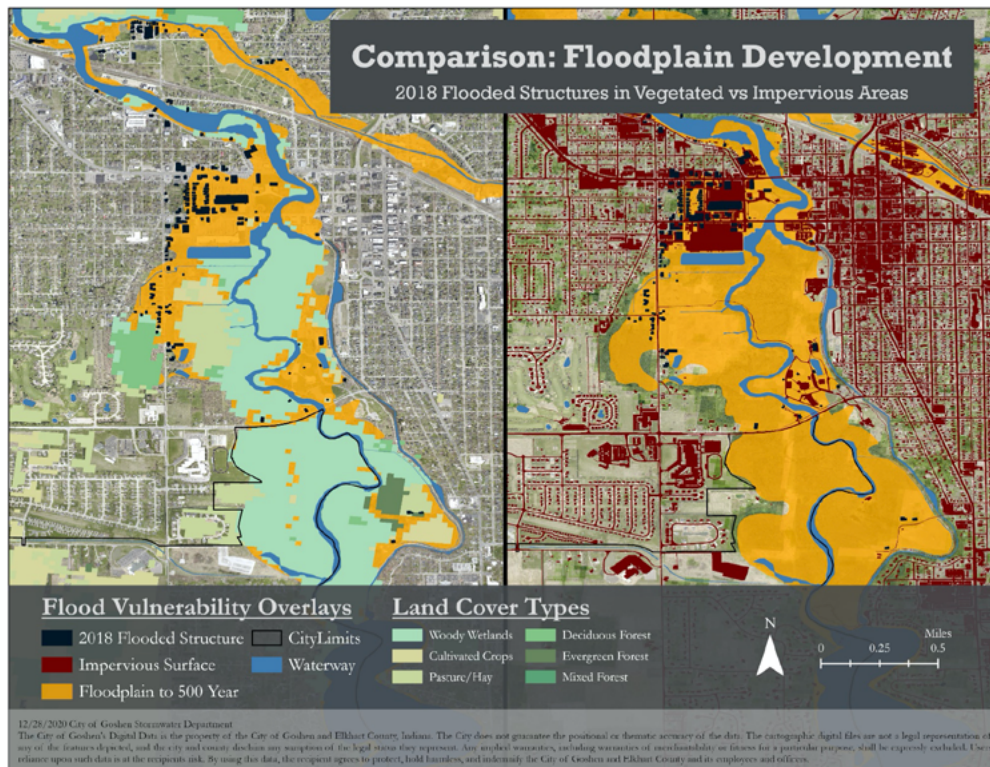 Comparison: Floodplain Development
2018 Flooded Structures in Vegetated vs Impervious Areas
Flood Vulnerability Overlays
2018 Flooded Structure
CityLimits
Impervious Surface
Waterway
Floodplain to 500 Year
Land Cover Types
Woody Wetlands
Deciduous Forest
Cultivated Crops
Evergreen Forest
Pasture/Hay
Mixed Forest
N
Miles
0 0.25 0.5
12/28/2020 City of Goshen Stormwater Department
The City of Goshen's Digital Data is the property of the City of Goshen and Elkhart County, Indiana. The City does not guarantee the positional or thematic accuracy of the data. The cartographic digital files are not a legal representation of
any of the features depicted, and the city and county disclaim any sumption of the legal status they represent. Any implied warranties, including warranties of merchantability or fitness for a particular purpose, shall be expressly excluded. Users
reliance upon such data is at the recipients risk. By using this data, the recipient agrees to protect, hold harmless, and indemnify the City of Goshen and Elkhart County and its employees and officers.